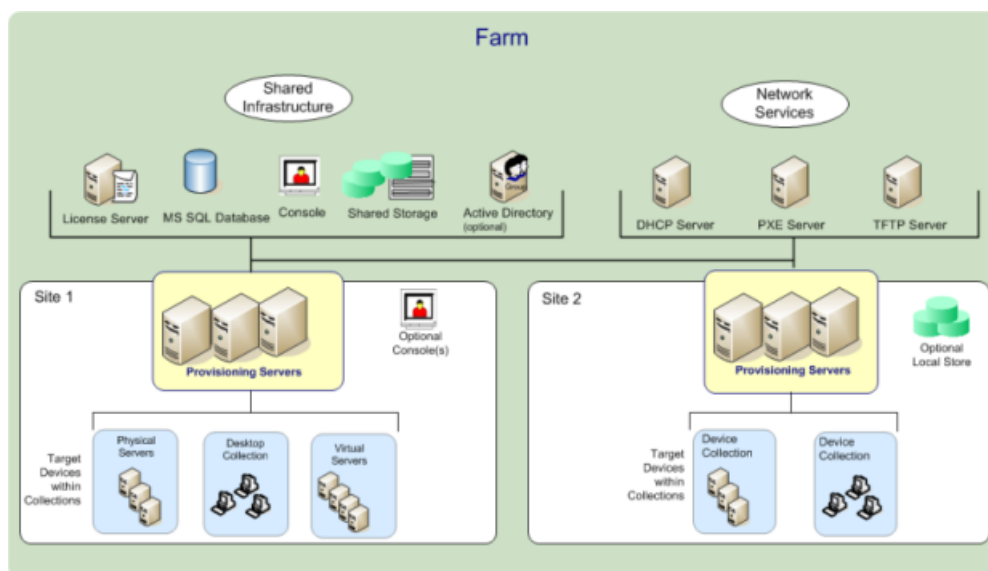 Farm
Shared
Infrastructure
Network
Services
License Server
MS SQL Database
Console
Shared Storage
Group
Active Directory
(optional)
DHCP Server
PXE Server
TFTP Server
Site 1
Provisioning Servers
Optional
Console(s)
Target
Devices
within
Collections
Physical
Servers
Desktop
Collection
Virtual
Servers
Site 2
Provisioning Servers
Optional
Local Store
Target
Devices
within
Collections
Device
Collection
Device
Collection